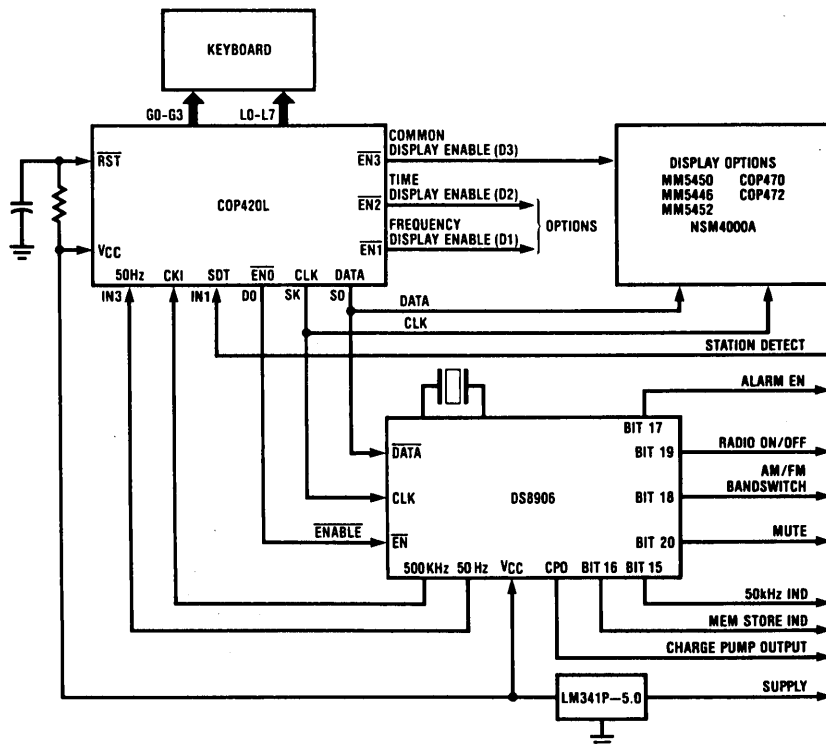 KEYBOARD
G0-G3 L0-L7
RST
COP420L
VCC
50Hz CKI SDT EN0 CLK DATA
IN3 IN1 D0 SK S0
EN3
EN2
EN1
COMMON
DISPLAY ENABLE (D3)
TIME
DISPLAY ENABLE (D2)
FREQUENCY
DISPLAY ENABLE (D1)
OPTIONS
DISPLAY OPTIONS
MM5450 COP470
MM5446 COP472
MM5452
NSM4000A
DATA
CLK
STATION DETECT
ALARM EN
BIT 17
DATA
BIT 19
RADIO ON/OFF
CLK
DS8906
BIT 18
AM/FM
BANDSWITCH
ENABLE
EN
BIT 20
MUTE
500KHz 50Hz VCC CPO BIT 16 BIT 15
50kHz IND
MEM STORE IND
CHARGE PUMP OUTPUT
LM341P-5.0
SUPPLY